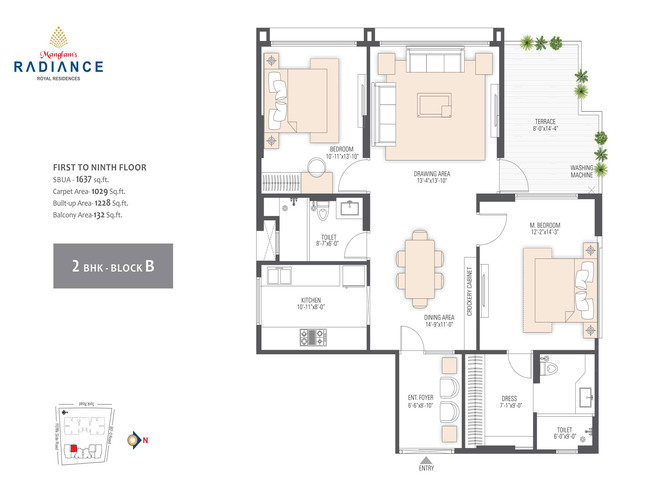 Manglam's
RADIANCE
ROYAL RESIDENCES
FIRST TO NINTH FLOOR
SBUA - 1637 sq.ft.
Carpet Area- 1029 Sq.ft.
Built-up Area- 1228 Sq.ft.
Balcony Area-132 Sq.ft.
2 BHK - BLOCK B
BEDROOM
10'-11"x13'-10"
DRAWING AREA
13'-4"x13'-10"
TERRACE
8'-0"x14'-4"
WASHING
MACHINE
TOILET
8'-7"x6'-0"
M. BEDROOM
12'-2"x14'-3"
KITCHEN
10'-11"x8'-0"
DINING AREA
14'-9"x11'-0"
CROCKERY CABINET
ENT. FOYER
6'-6"x8'-10"
DRESS
7'-1"x9'-0"
TOILET
6'-0"x9'-0"
ENTRY
Tonk Road
N